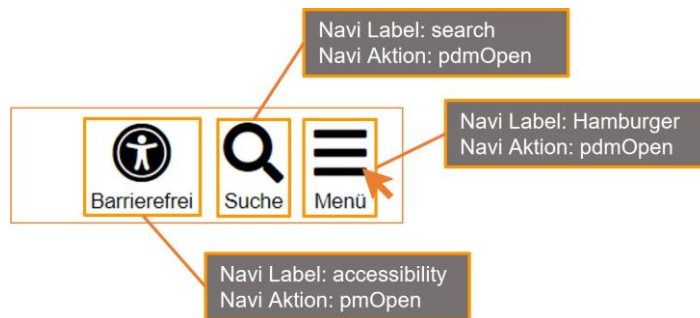 Navi Label: search
Navi Aktion: pdmOpen
Navi Label: Hamburger
Navi Aktion: pdmOpen
Barrierefrei
Suche
Menü
Navi Label: accessibility
Navi Aktion: pmOpen